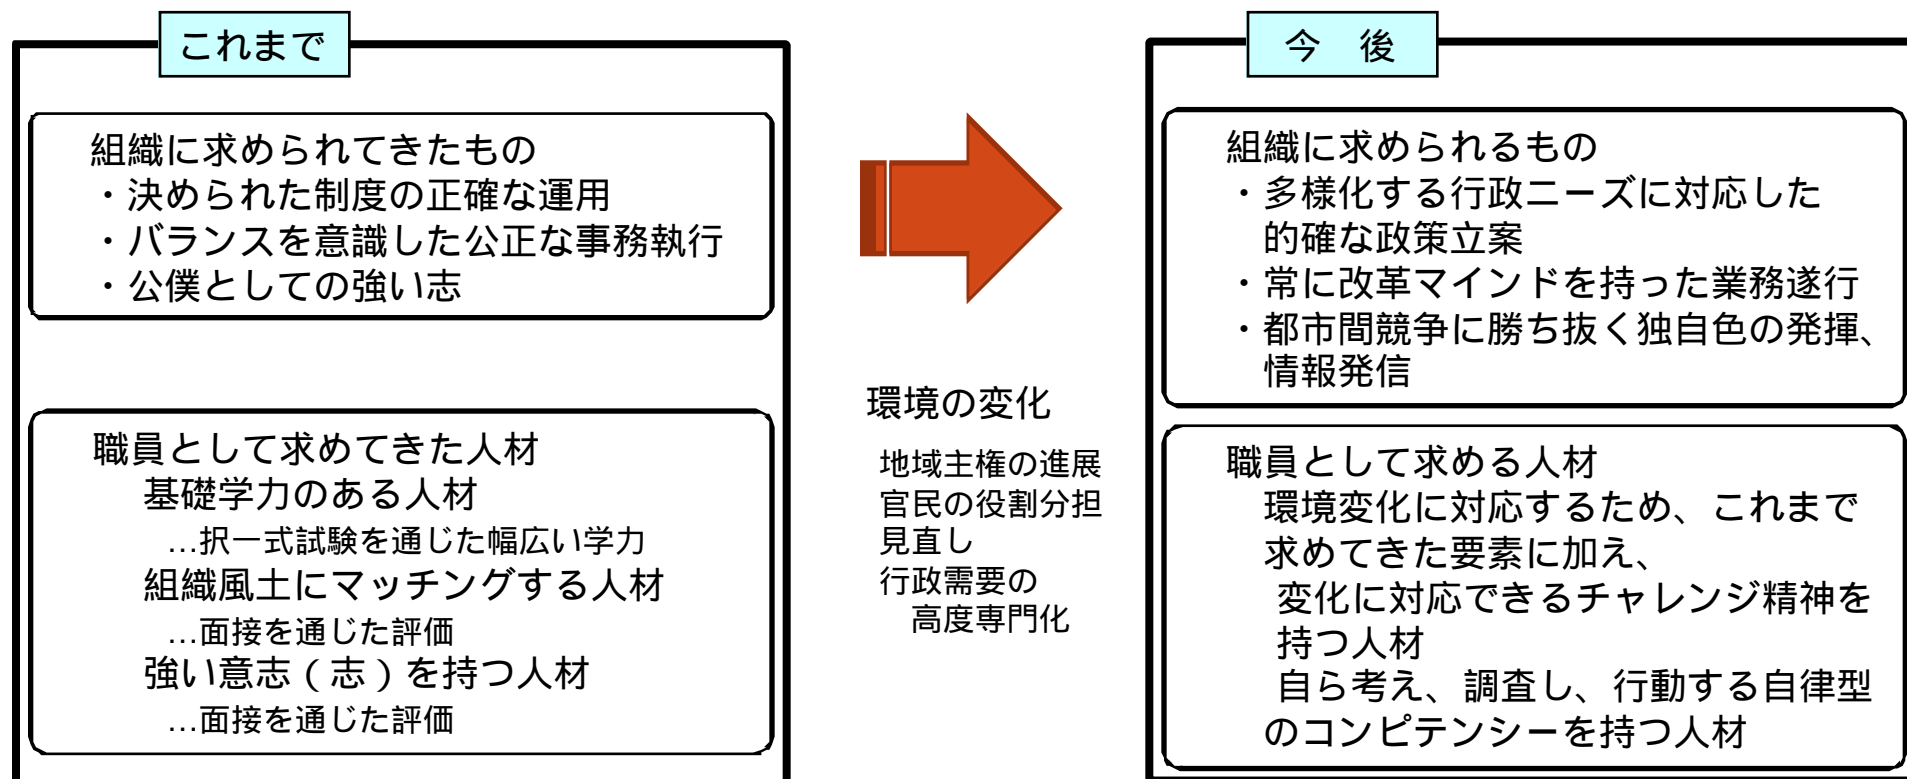 これまで
組織に求められてきたもの
・決められた制度の正確な運用
・バランスを意識した公正な事務執行
・公僕としての強い志
職員として求めてきた人材
基礎学力のある人材
…択一式試験を通じた幅広い学力
組織風土にマッチングする人材
…面接を通じた評価
強い意志（志）を持つ人材
…面接を通じた評価
環境の変化
地域主権の進展
官民の役割分担
見直し
行政需要の
高度専門化
今　後
組織に求められるもの
・多様化する行政ニーズに対応した
的確な政策立案
・常に改革マインドを持った業務遂行
・都市間競争に勝ち抜く独自色の発揮、
情報発信
職員として求める人材
環境変化に対応するため、これまで
求めてきた要素に加え、
変化に対応できるチャレンジ精神を
持つ人材
自ら考え、調査し、行動する自律型
のコンピテンシーを持つ人材